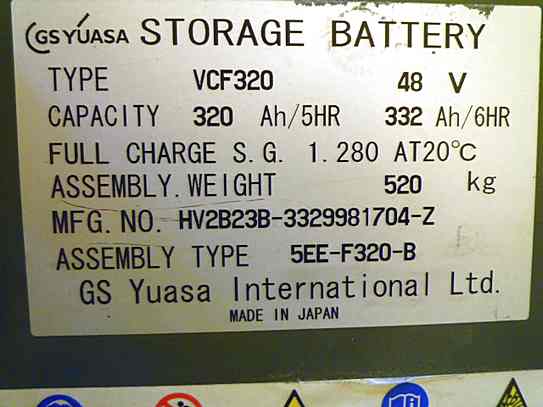 GS YUASA STORAGE BATTERY
TYPE VCF320 48 V
CAPACITY 320 Ah/5HR 332 Ah/6HR
FULL CHARGE S.G. 1.280 AT20℃
ASSEMBLY.WEIGHT 520 kg
MFG.NO. HV2B23B-3329981704-Z
ASSEMBLY TYPE 5EE-F320-B
GS Yuasa International Ltd.
MADE IN JAPAN